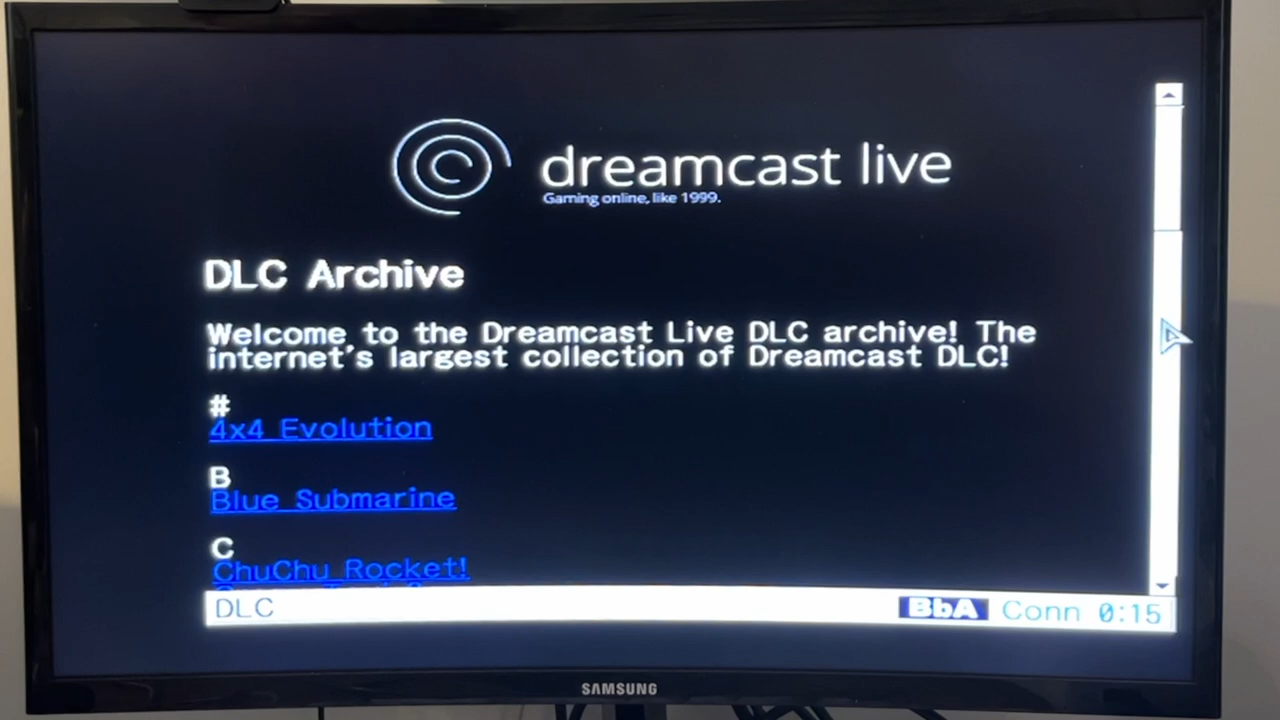 dreamcast live
Gaming online, like 1999.
DLC Archive
Welcome to the Dreamcast Live DLC archive! The
internet's largest collection of Dreamcast DLC!
#
4x4 Evolution
B
Blue Submarine
C
ChuChu Rocket!
DLC
BbA Conn 0:15
SAMSUNG